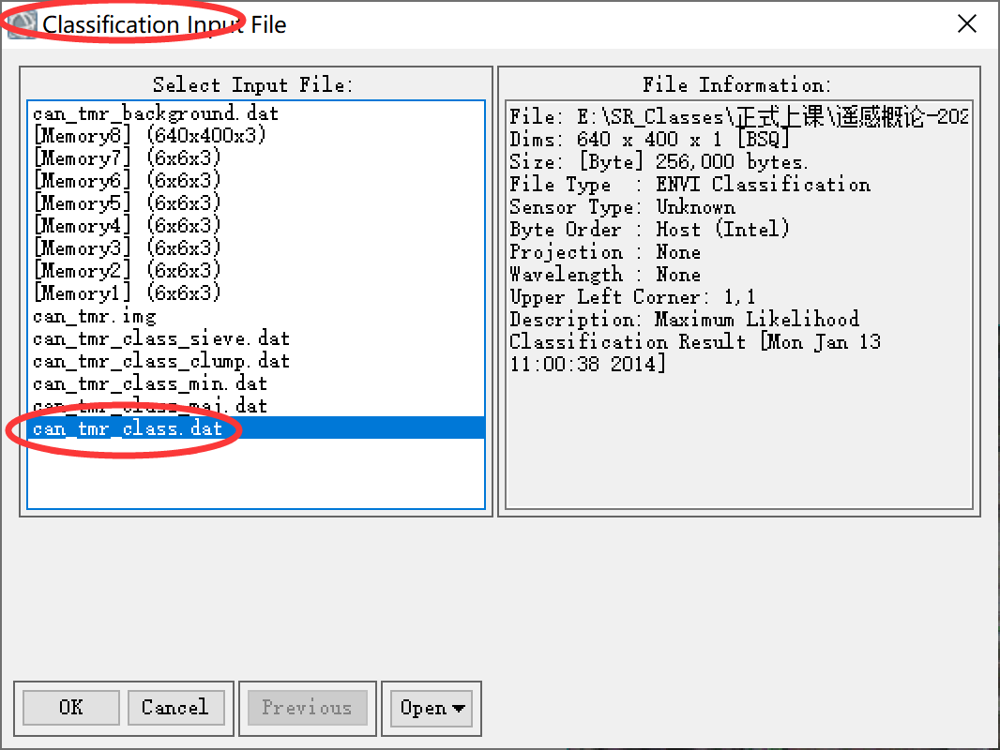 Classification Input File
Select Input File:
can_tmr_background.dat
[Memory8] (640x400x3)
[Memory7] (6x6x3)
[Memory6] (6x6x3)
[Memory5] (6x6x3)
[Memory4] (6x6x3)
[Memory3] (6x6x3)
[Memory2] (6x6x3)
[Memory1] (6x6x3)
can_tmr.img
can_tmr_class_sieve.dat
can_tmr_class_clump.dat
can_tmr_class_min.dat
can_tmr_class_maj.dat
can_tmr_class.dat
File Information:
File: E:\SR_Classes\正式上课\遥感概论-202
Dims: 640 x 400 x 1 [BSQ]
Size: [Byte] 256,000 bytes.
File Type  : ENVI Classification
Sensor Type: Unknown
Byte Order : Host (Intel)
Projection : None
Wavelength : None
Upper Left Corner: 1,1
Description: Maximum Likelihood
Classification Result [Mon Jan 13
11:00:38 2014]
OK
Cancel
Previous
Open